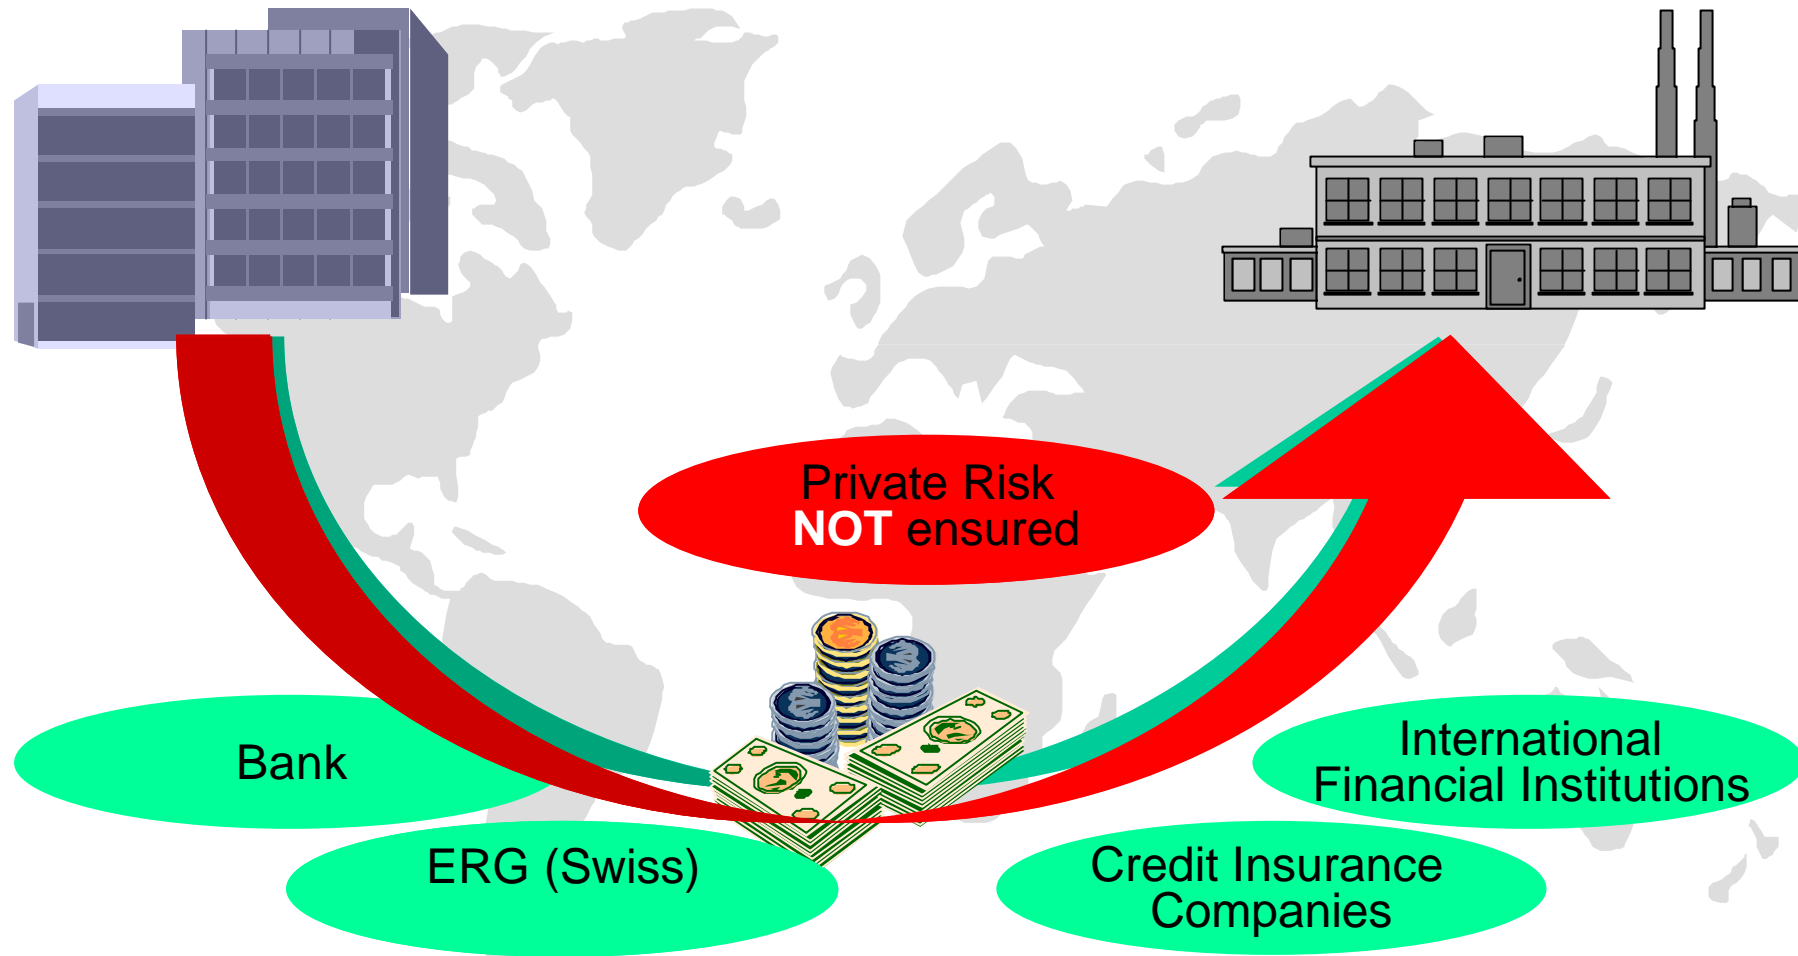 Private Risk
NOT ensured
Bank
International
Financial Institutions
ERG (Swiss)
Credit Insurance
Companies